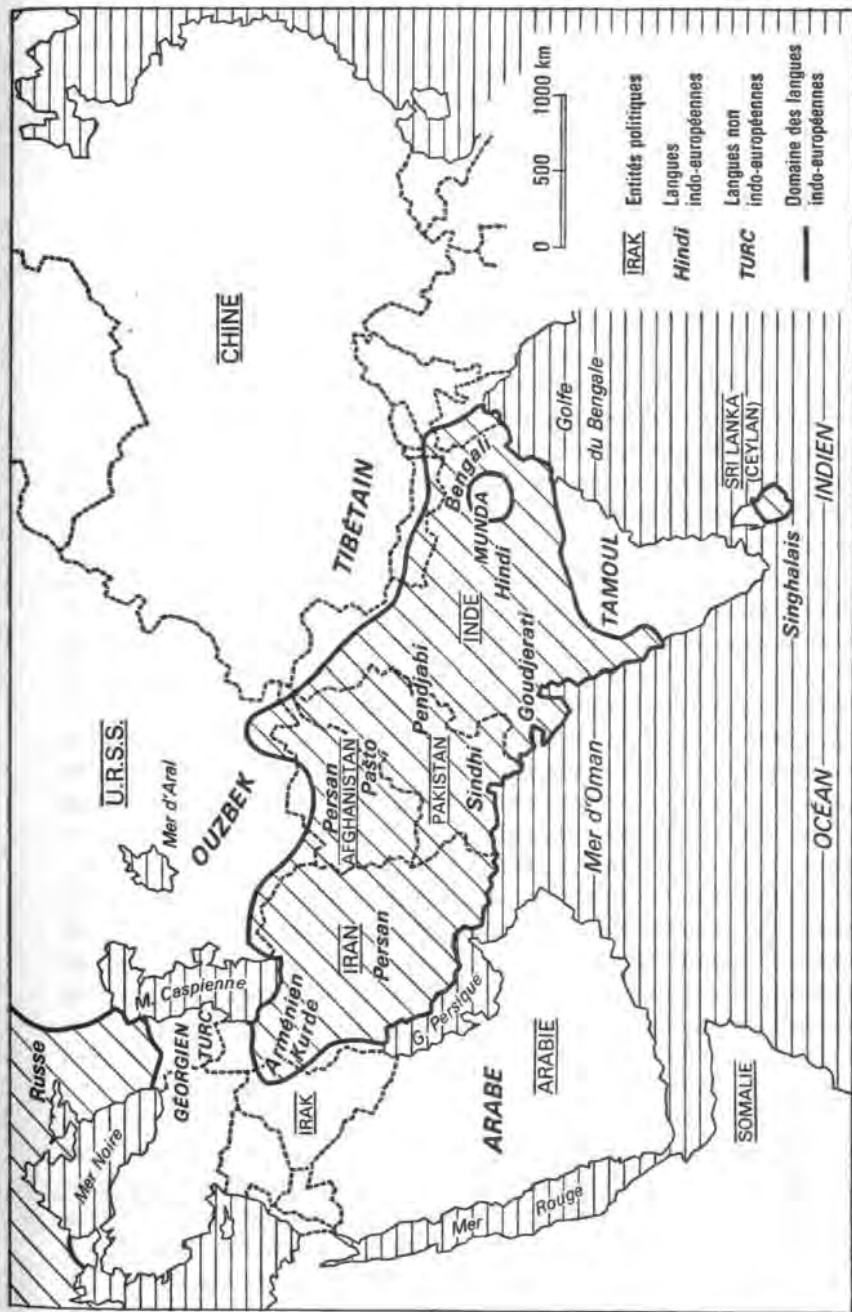 U.R.S.S.
CHINE
Russe
Mer Noire
M. Caspienne
Mer d'Aral
OUZBEK
GÉORGIEN
TURC
Arménien
Kurde
IRAK
IRAN
Persan
Persan
AFGHANISTAN
Pašto
PAKISTAN
Pendjabi
Sindhi
TIBÉTAIN
INDE
Goudjerati
Hindi
MUNDA
Bengali
TAMOUL
G. Persique
ARABE
ARABIE
Mer
Rouge
SOMALIE
Mer d'Oman
Golfe
du Bengale
SRI LANKA
(CEYLAN)
Singhalais
OCÉAN
INDIEN
0 500 1000 km
IRAK Entités politiques
Hindi Langues
indo-européennes
TURC Langues non
indo-européennes
Domaine des langues
indo-européennes